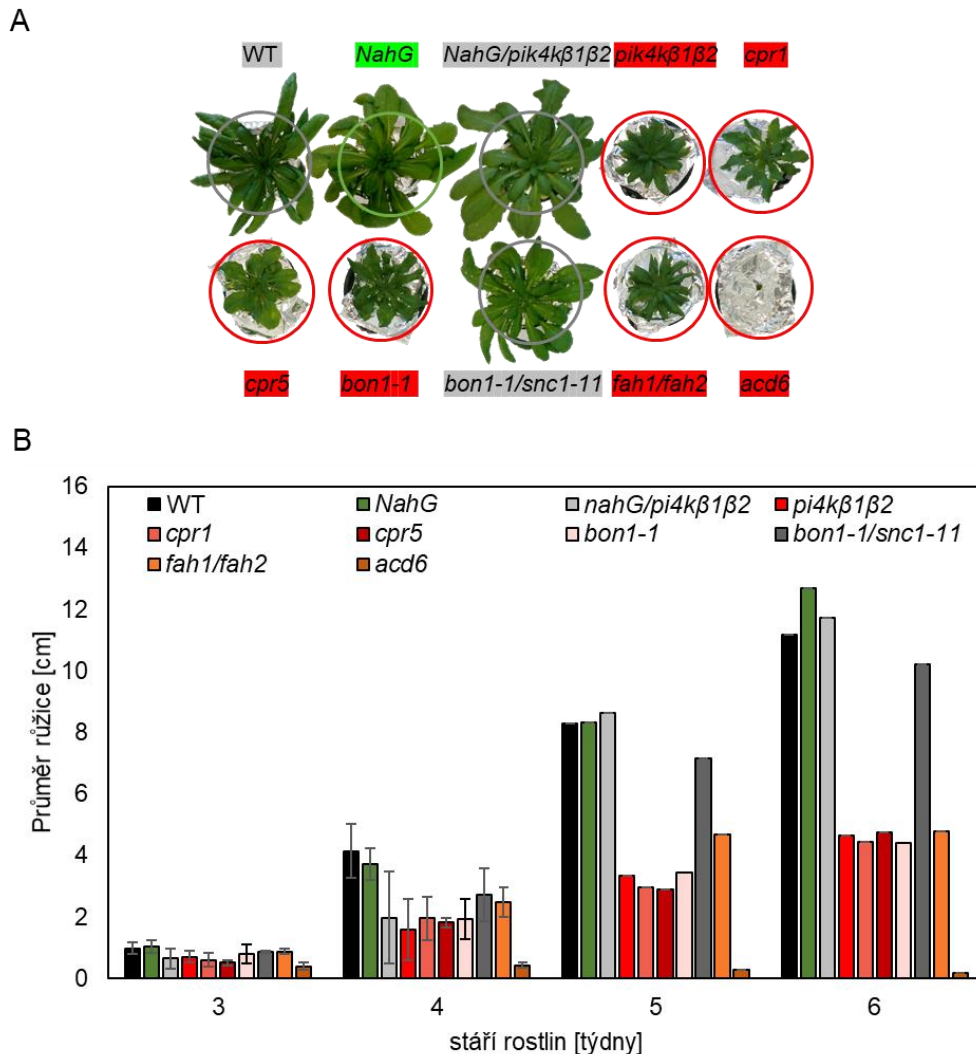 A
WT NahG NahG/pik4kβ1β2 pik4kβ1β2 cpr1
cpr5 bon1-1 bon1-1/snc1-11 fah1/fah2 acd6
B
16
14
12
10
8
6
4
2
0
WT NahG nahG/pi4kβ1β2 pi4kβ1β2
cpr1 cpr5 bon1-1 bon1-1/snc1-11
fah1/fah2 acd6
Průměr růžice [cm]
3 4 5 6
stáří rostlin [týdny]